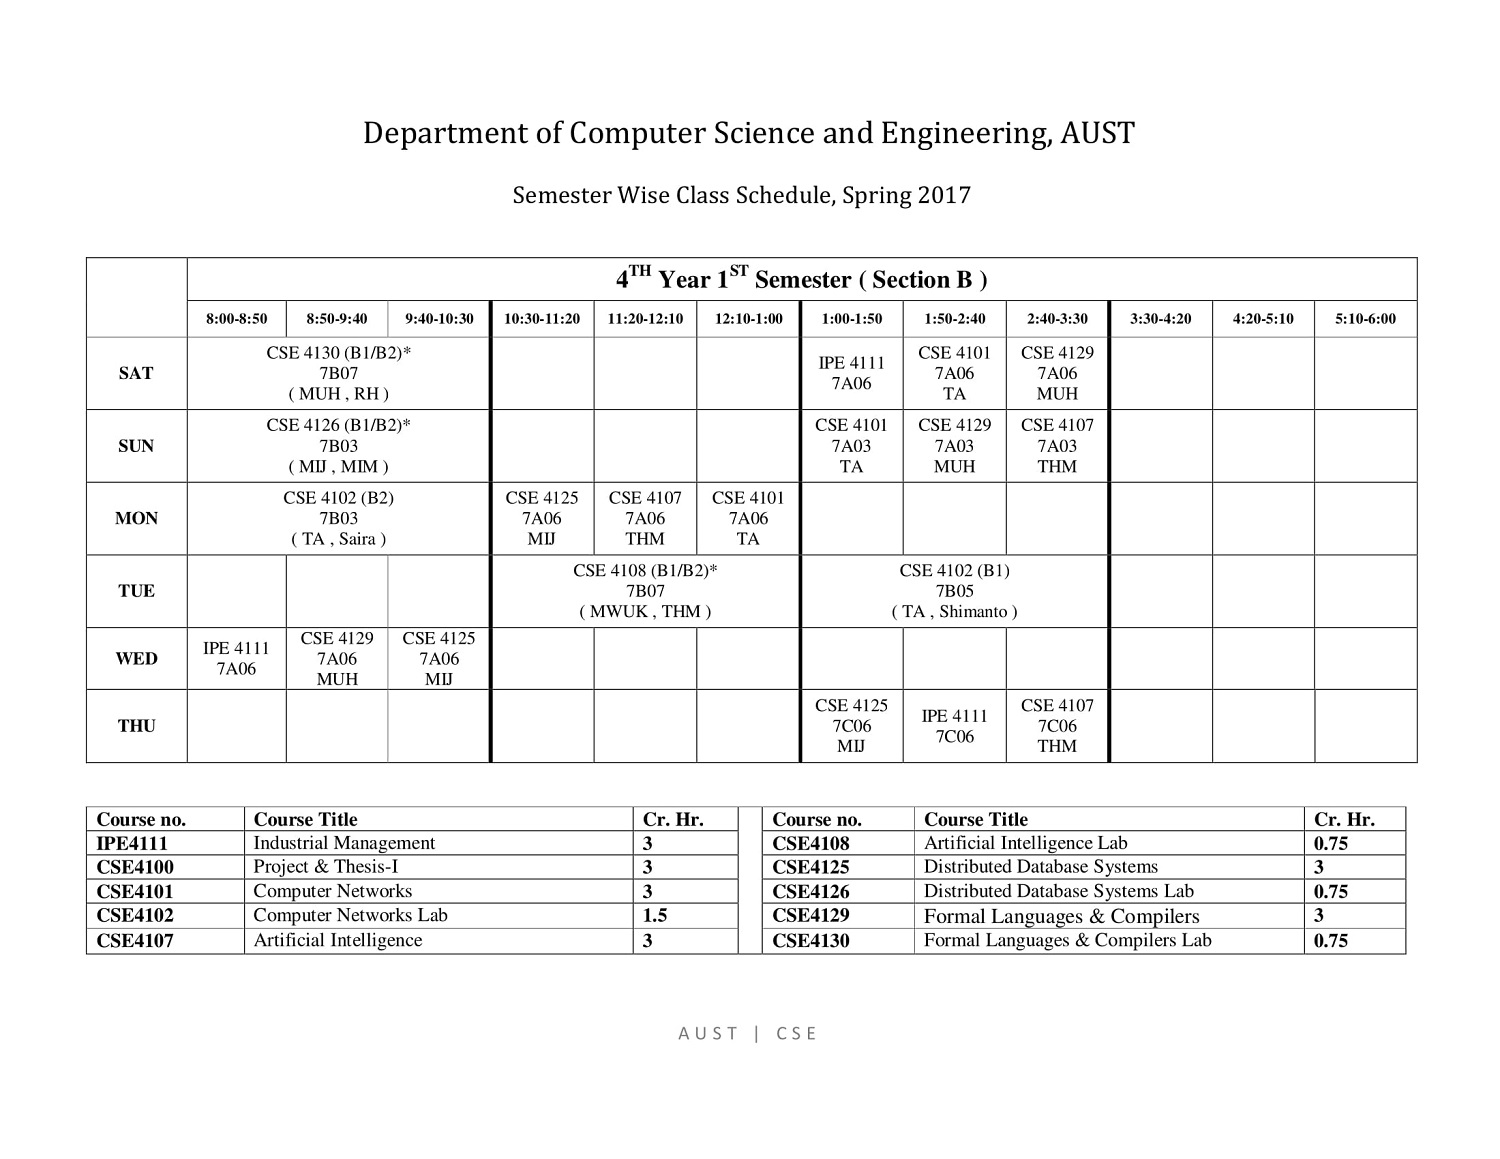 Department of Computer Science and Engineering, AUST
Semester Wise Class Schedule, Spring 2017
4TH Year 1ST Semester ( Section B )
8:00-8:50 8:50-9:40 9:40-10:30 10:30-11:20 11:20-12:10 12:10-1:00 1:00-1:50 1:50-2:40 2:40-3:30 3:30-4:20 4:20-5:10 5:10-6:00
SAT
CSE 4130 (B1/B2)*
7B07
( MUH , RH )
IPE 4111
7A06
CSE 4101
7A06
TA
CSE 4129
7A06
MUH
SUN
CSE 4126 (B1/B2)*
7B03
( MIJ , MIM )
CSE 4101
7A03
TA
CSE 4129
7A03
MUH
CSE 4107
7A03
THM
MON
CSE 4102 (B2)
7B03
( TA , Saira )
CSE 4125
7A06
MIJ
CSE 4107
7A06
THM
CSE 4101
7A06
TA
TUE
CSE 4108 (B1/B2)*
7B07
( MWUK , THM )
CSE 4102 (B1)
7B05
( TA , Shimanto )
WED
IPE 4111
7A06
CSE 4129
7A06
MUH
CSE 4125
7A06
MIJ
THU
CSE 4125
7C06
MIJ
IPE 4111
7C06
CSE 4107
7C06
THM
Course no. Course Title Cr. Hr. Course no. Course Title Cr. Hr.
IPE4111 Industrial Management 3 CSE4108 Artificial Intelligence Lab 0.75
CSE4100 Project & Thesis-I 3 CSE4125 Distributed Database Systems 3
CSE4101 Computer Networks 3 CSE4126 Distributed Database Systems Lab 0.75
CSE4102 Computer Networks Lab 1.5 CSE4129 Formal Languages & Compilers 3
CSE4107 Artificial Intelligence 3 CSE4130 Formal Languages & Compilers Lab 0.75
AUST | CSE